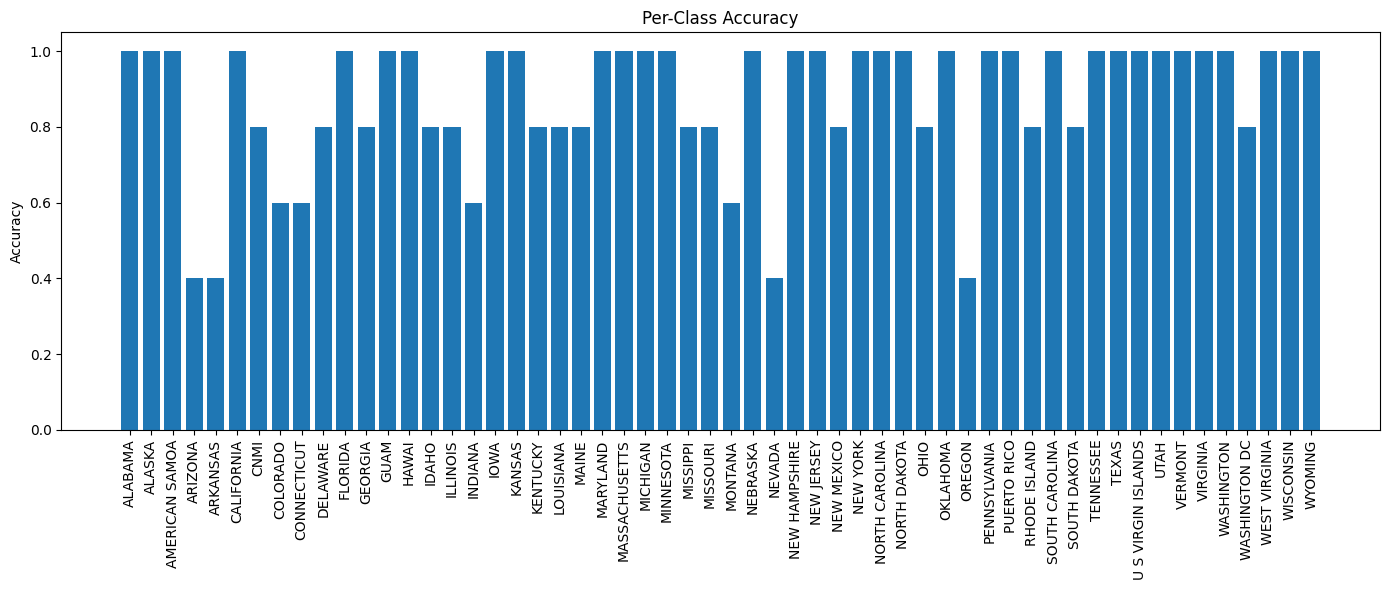 Per-Class Accuracy
Accuracy
1.0
0.8
0.6
0.4
0.2
0.0
ALABAMA
ALASKA
AMERICAN SAMOA
ARIZONA
ARKANSAS
CALIFORNIA
CNMI
COLORADO
CONNECTICUT
DELAWARE
FLORIDA
GEORGIA
GUAM
HAWAI
IDAHO
ILLINOIS
INDIANA
IOWA
KANSAS
KENTUCKY
LOUISIANA
MAINE
MARYLAND
MASSACHUSETTS
MICHIGAN
MINNESOTA
MISSIPPI
MISSOURI
MONTANA
NEBRASKA
NEVADA
NEW HAMPSHIRE
NEW JERSEY
NEW MEXICO
NEW YORK
NORTH CAROLINA
NORTH DAKOTA
OHIO
OKLAHOMA
OREGON
PENNSYLVANIA
PUERTO RICO
RHODE ISLAND
SOUTH CAROLINA
SOUTH DAKOTA
TENNESSEE
TEXAS
U S VIRGIN ISLANDS
UTAH
VERMONT
VIRGINIA
WASHINGTON
WASHINGTON DC
WEST VIRGINIA
WISCONSIN
WYOMING